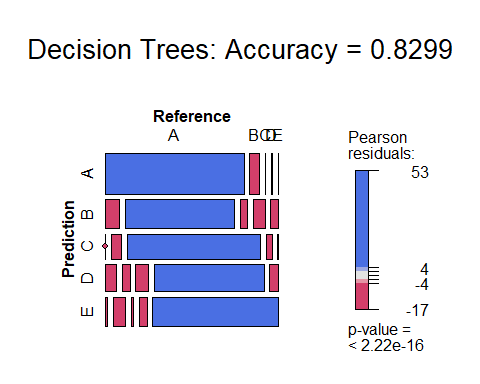 Decision Trees: Accuracy = 0.8299
Reference
A B C D E
Prediction
A
B
C
D
E
Pearson
residuals:
53
4
-4
-17
p-value =
< 2.22e-16